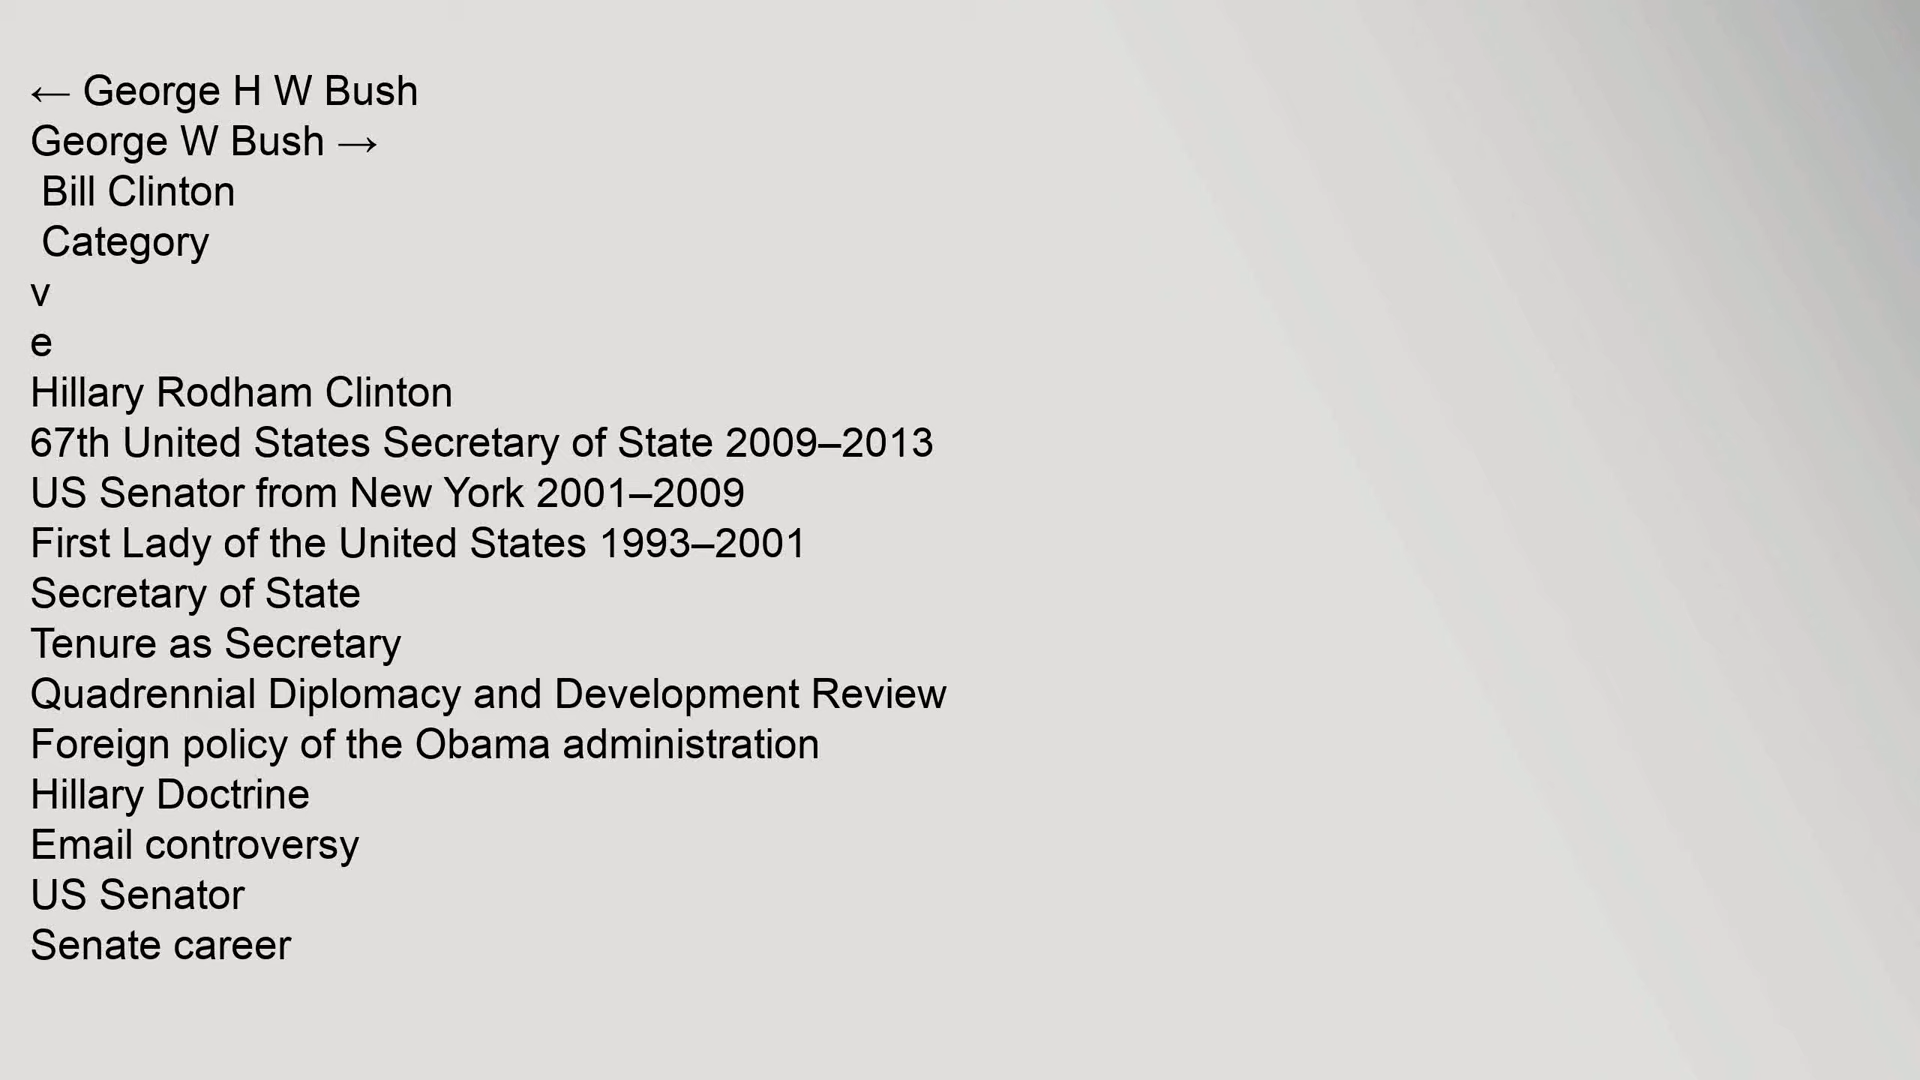 ← George H W Bush
George W Bush →
Bill Clinton
Category
v
e
Hillary Rodham Clinton
67th United States Secretary of State 2009–2013
US Senator from New York 2001–2009
First Lady of the United States 1993–2001
Secretary of State
Tenure as Secretary
Quadrennial Diplomacy and Development Review
Foreign policy of the Obama administration
Hillary Doctrine
Email controversy
US Senator
Senate career